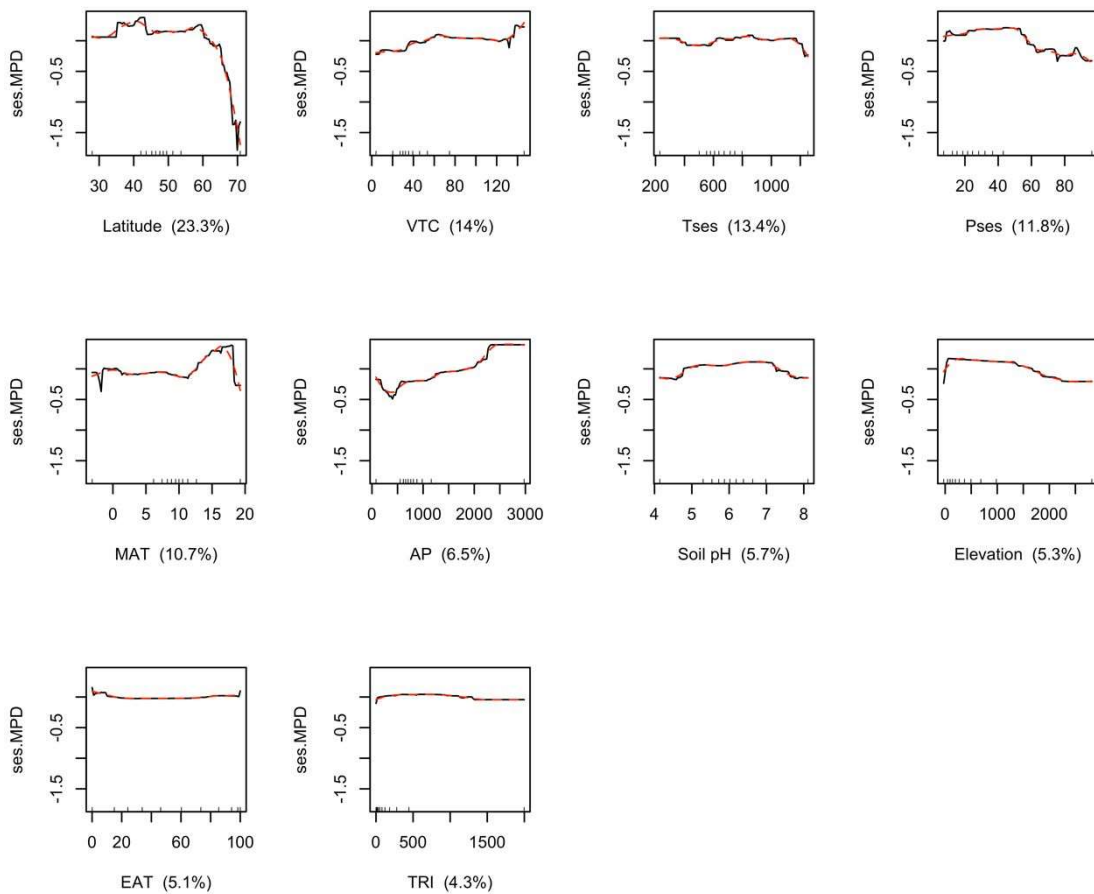 ses.MPD
-0.5
-1.5
30 40 50 60 70
Latitude (23.3%)
ses.MPD
-0.5
-1.5
0 40 80 120
VTC (14%)
ses.MPD
-0.5
-1.5
200 600 1000
Tses (13.4%)
ses.MPD
-0.5
-1.5
20 40 60 80
Pses (11.8%)
ses.MPD
-0.5
-1.5
0 5 10 15 20
MAT (10.7%)
ses.MPD
-0.5
-1.5
0 1000 2000 3000
AP (6.5%)
ses.MPD
-0.5
-1.5
4 5 6 7 8
Soil pH (5.7%)
ses.MPD
-0.5
-1.5
0 1000 2000
Elevation (5.3%)
ses.MPD
-0.5
-1.5
0 20 60 100
EAT (5.1%)
ses.MPD
-0.5
-1.5
0 500 1500
TRI (4.3%)